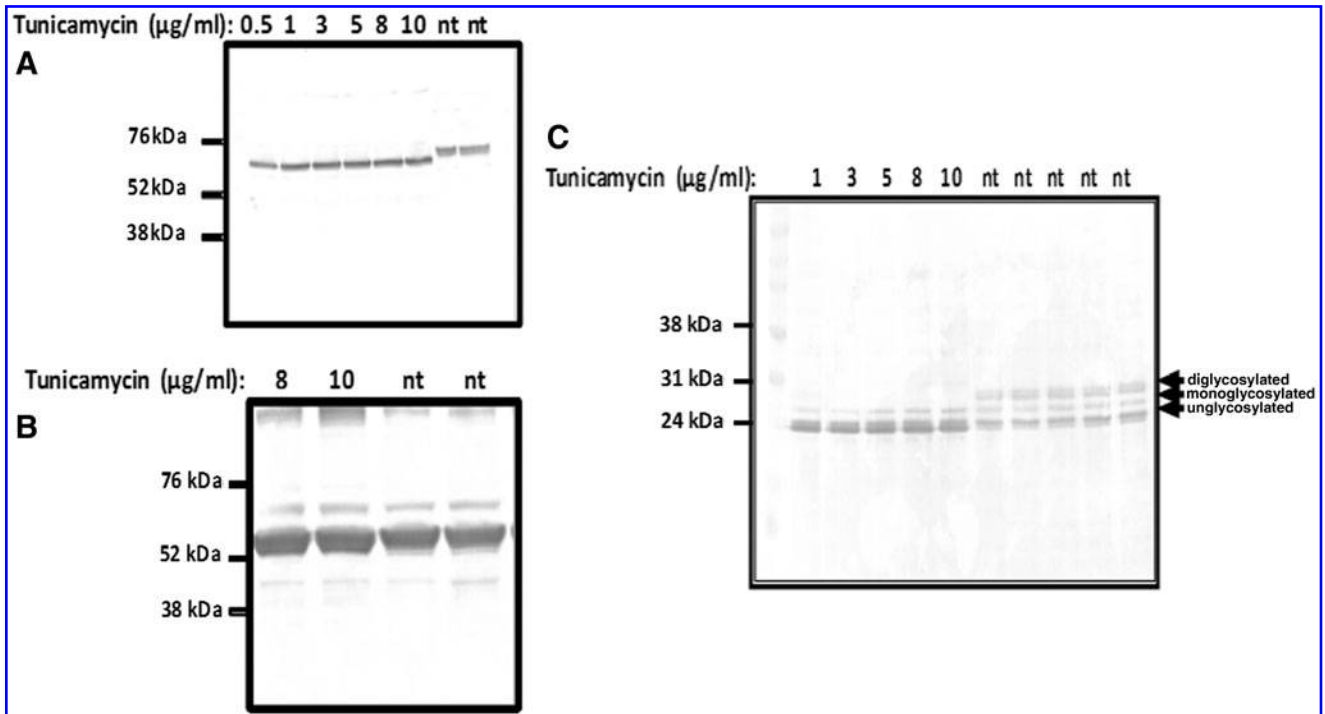 Tunicamycin (µg/ml): 0.5 1 3 5 8 10 nt nt
A
76kDa
52kDa
38kDa
Tunicamycin (µg/ml): 8 10 nt nt
B
76 kDa
52 kDa
38 kDa
C
Tunicamycin (µg/ml): 1 3 5 8 10 nt nt nt nt nt
38 kDa
31 kDa
24 kDa
diglycosylated
monoglycosylated
unglycosylated